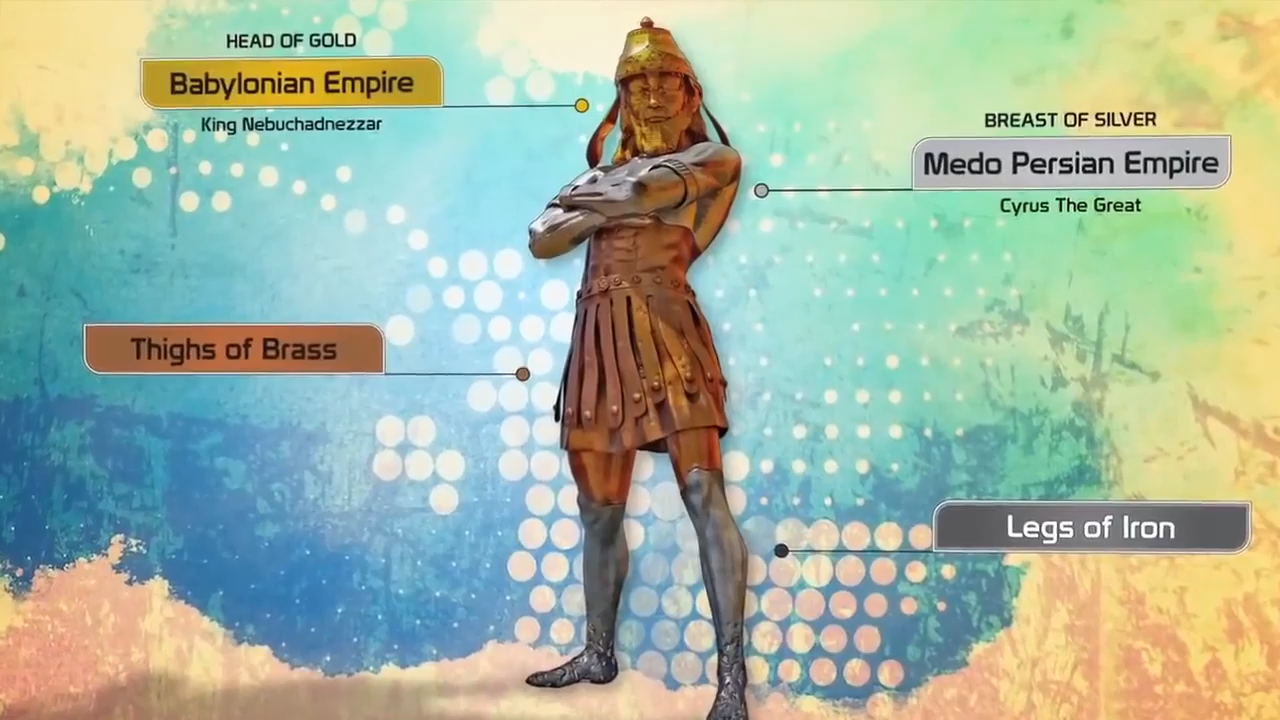 HEAD OF GOLD
Babylonian Empire
King Nebuchadnezzar
BREAST OF SILVER
Medo Persian Empire
Cyrus The Great
Thighs of Brass
Legs of Iron